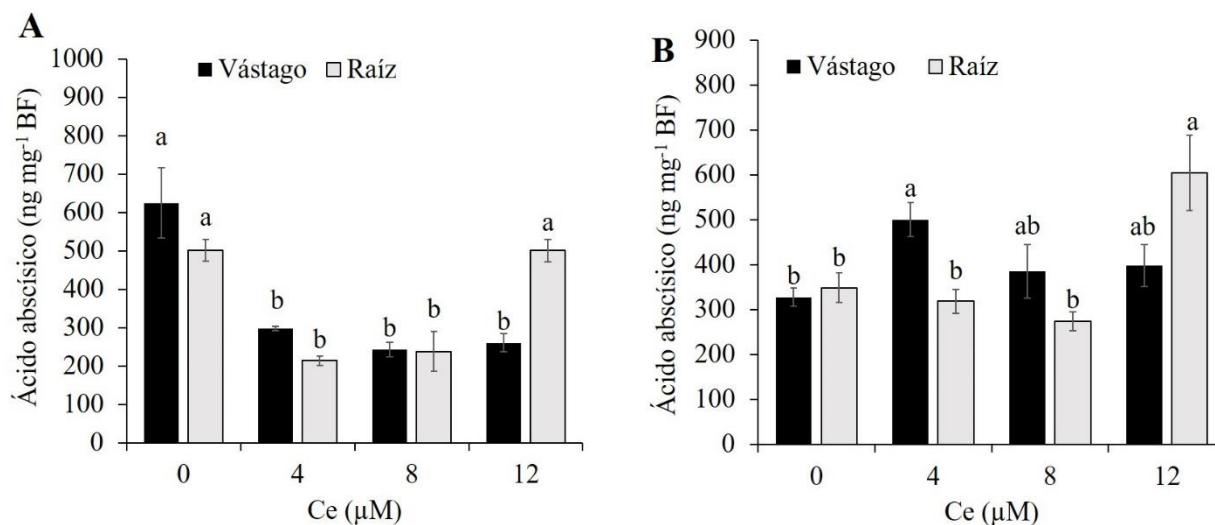 A
Ácido abscísico (ng mg⁻¹ BF)
1000
900
800
700
600
500
400
300
200
100
0
Vástago
Raíz
a
a
b
b
b
b
b
a
0
4
8
12
Ce (µM)
B
Ácido abscísico (ng mg⁻¹ BF)
900
800
700
600
500
400
300
200
100
0
Vástago
Raíz
b
b
a
b
ab
b
ab
a
0
4
8
12
Ce (µM)